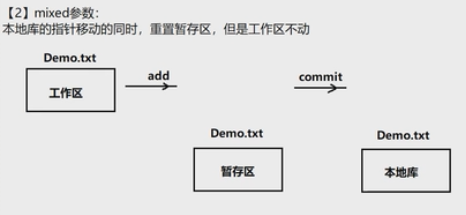 【2】mixed参数：
本地库的指针移动的同时，重置暂存区，但是工作区不动
Demo.txt
工作区
add
commit
Demo.txt
暂存区
Demo.txt
本地库